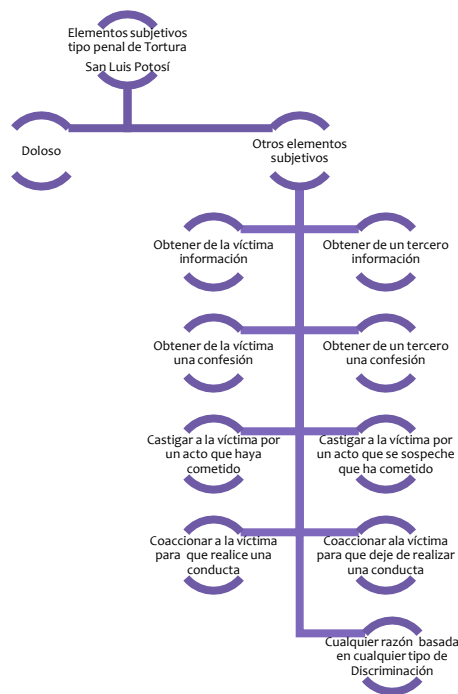 Elementos subjetivos
tipo penal de Tortura
San Luis Potosí
Doloso
Otros elementos
subjetivos
Obtener de la víctima
información
Obtener de un tercero
información
Obtener de la víctima
una confesión
Obtener de un tercero
una confesión
Castigar a la víctima por
un acto que haya
cometido
Castigar a la víctima por
un acto que se sospeche
que ha cometido
Coaccionar a la víctima
para que realice una
conducta
Coaccionar ala víctima
para que deje de realizar
una conducta
Cualquier razón basada
en cualquier tipo de
Discriminación